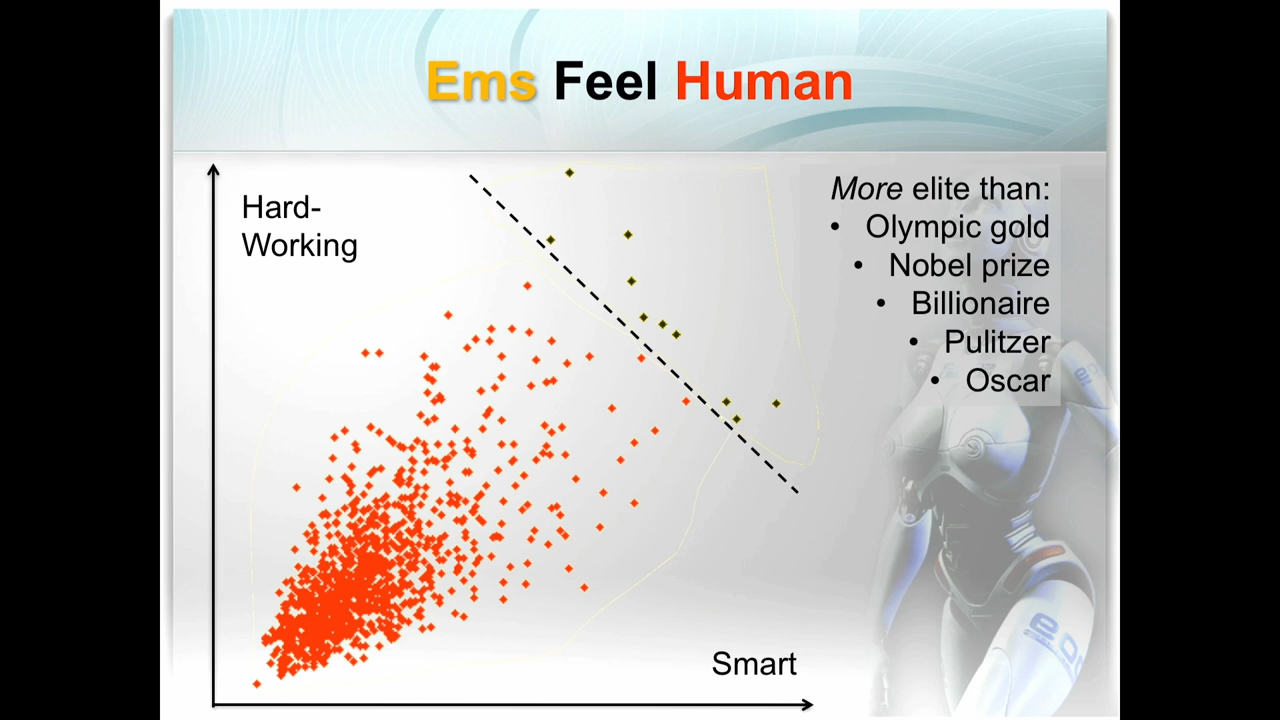 Ems Feel Human
Hard-
Working
More elite than:
• Olympic gold
• Nobel prize
• Billionaire
• Pulitzer
• Oscar
Smart